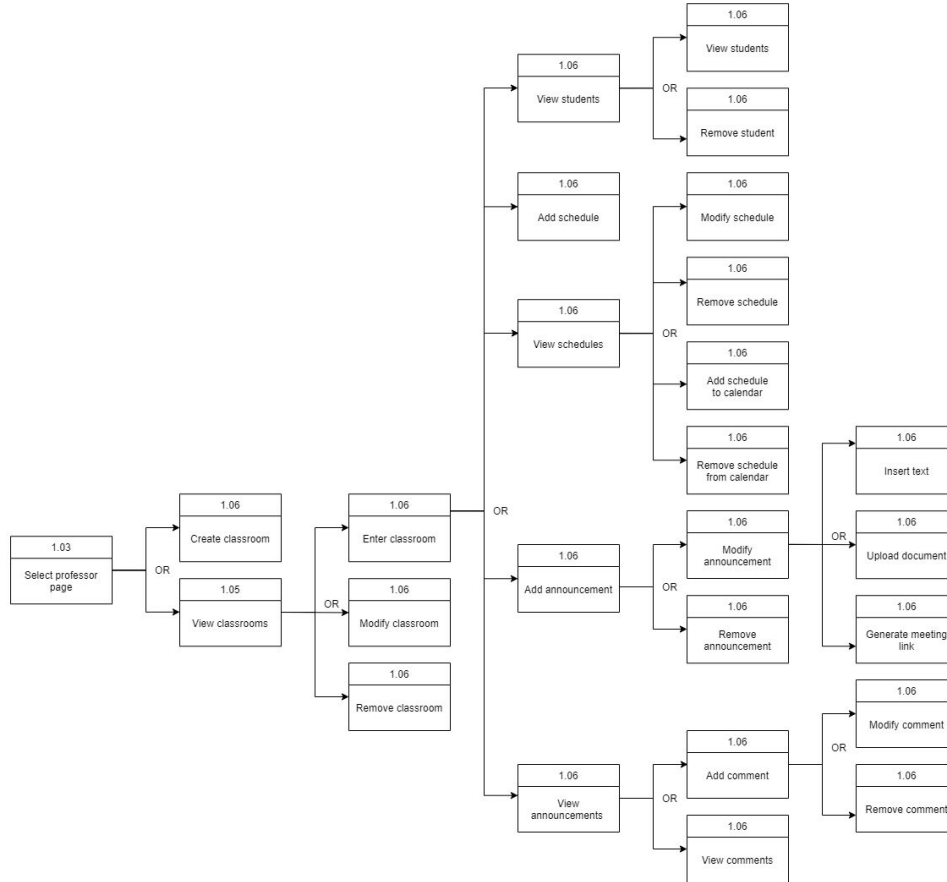 1.06
View students
1.06
View students
OR
1.06
Remove student
1.06
Add schedule
1.06
Modify schedule
1.06
Remove schedule
1.06
View schedules
OR
1.06
Add schedule
to calendar
1.06
Remove schedule
from calendar
1.06
Insert text
1.03
Select professor
page
OR
1.06
Create classroom
1.05
View classrooms
OR
1.06
Enter classroom
1.06
Modify classroom
1.06
Remove classroom
OR
1.06
Add announcement
OR
1.06
Modify
announcement
1.06
Remove
announcement
OR
1.06
Upload document
1.06
Generate meeting
link
1.06
View
announcements
OR
1.06
Add comment
1.06
View comments
OR
1.06
Modify comment
1.06
Remove comment